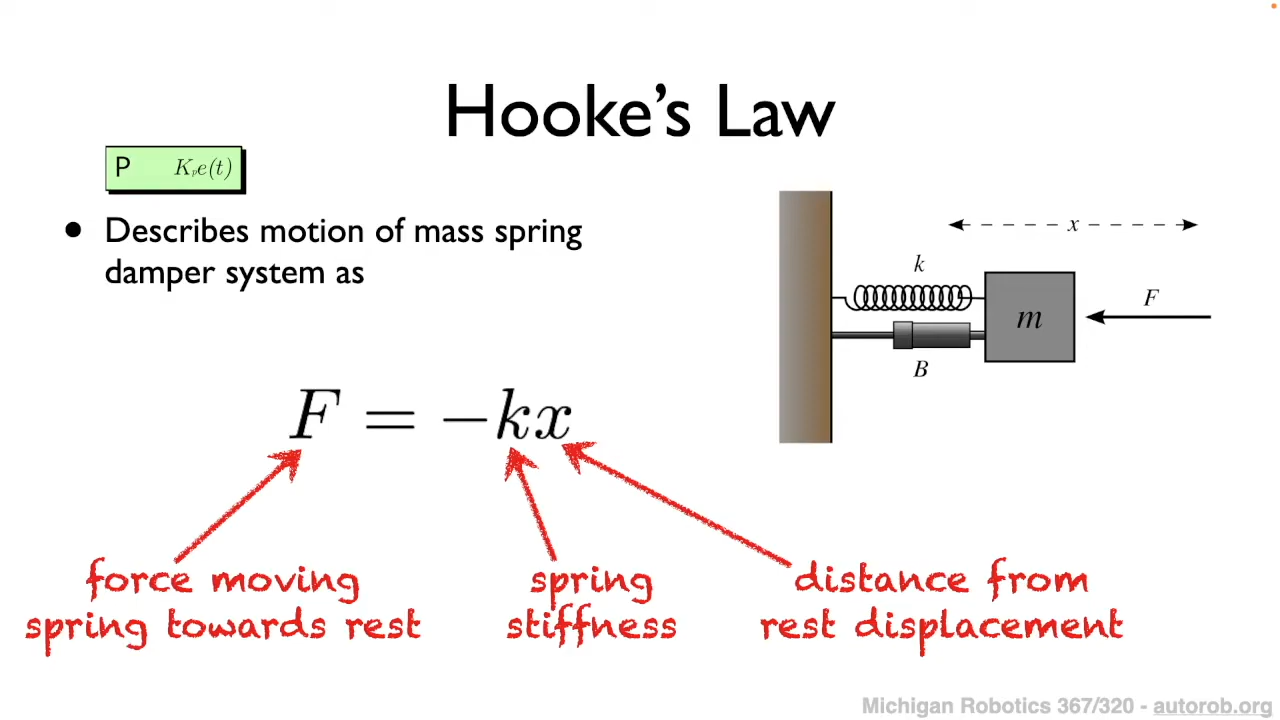 Hooke's Law
P K_p e(t)
• Describes motion of mass spring
damper system as
x
k
F
m
B
F = -kx
force moving
spring towards rest
spring
stiffness
distance from
rest displacement
Michigan Robotics 367/320 - autorob.org